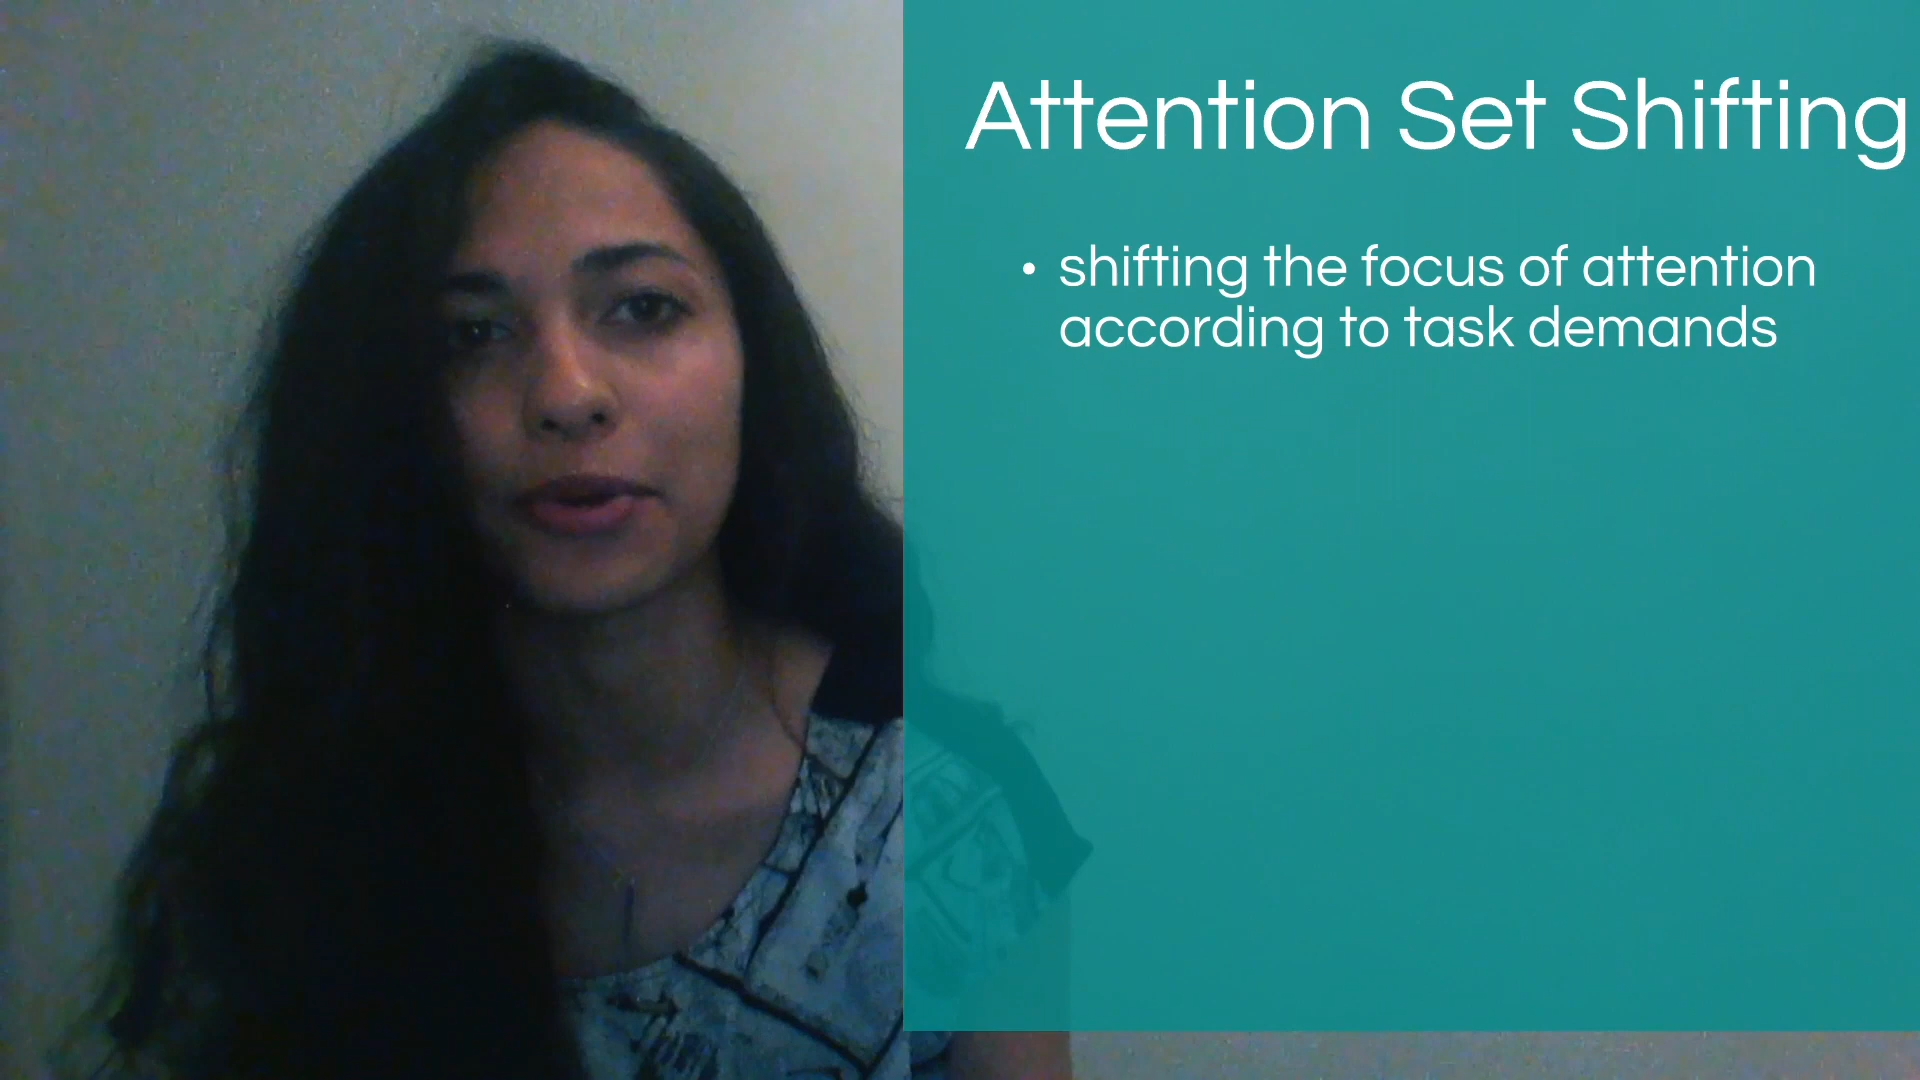 Attention Set Shifting
• shifting the focus of attention
according to task demands